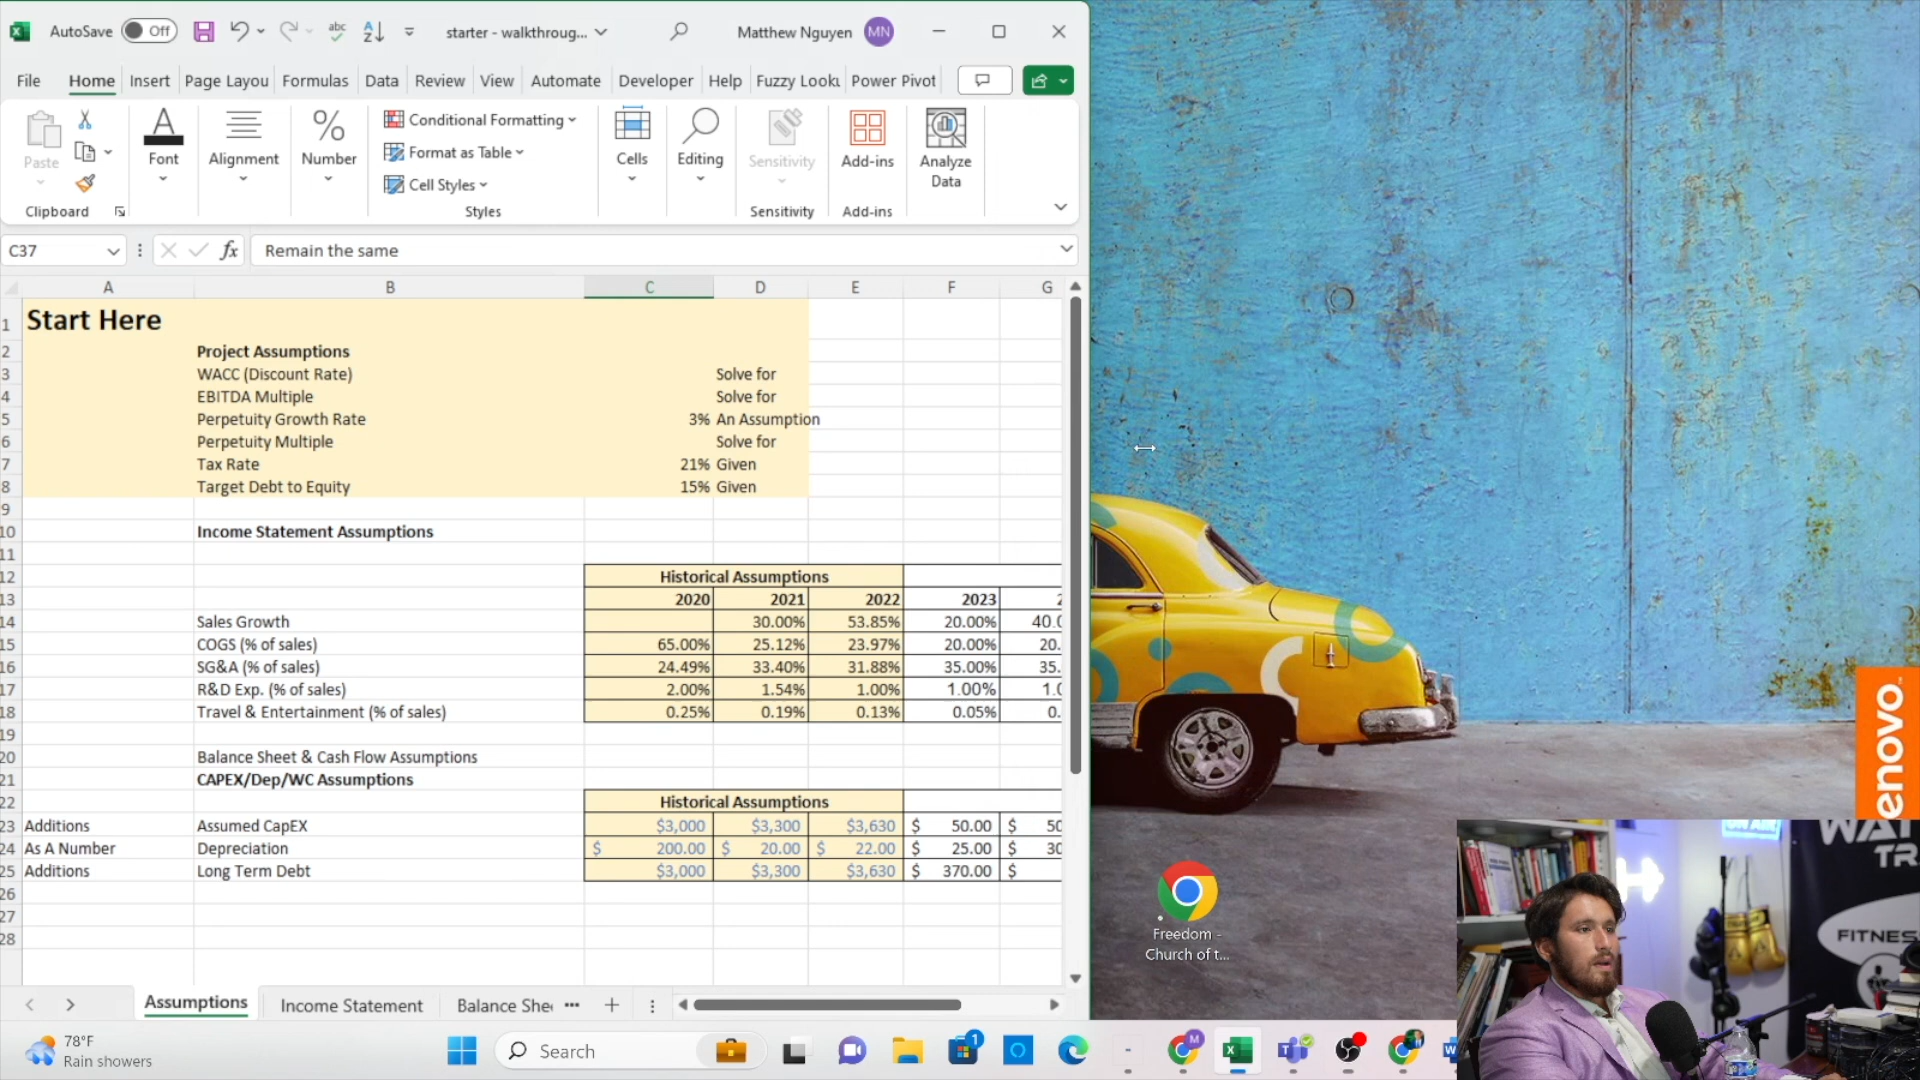 AutoSave Off starter - walkthroug... Matthew Nguyen MN
File Home Insert Page Layou Formulas Data Review View Automate Developer Help Fuzzy Looku Power Pivot
Paste Font Alignment Number Conditional Formatting Format as Table Cell Styles Cells Editing Sensitivity Add-ins Analyze Data
Clipboard Styles Sensitivity Add-ins
C37 fx Remain the same
A B C D E F G
1 Start Here
2 Project Assumptions
3 WACC (Discount Rate) Solve for
4 EBITDA Multiple Solve for
5 Perpetuity Growth Rate 3% An Assumption
6 Perpetuity Multiple Solve for
7 Tax Rate 21% Given
8 Target Debt to Equity 15% Given
9
10 Income Statement Assumptions
11
12 Historical Assumptions
13 2020 2021 2022 2023 2
14 Sales Growth 30.00% 53.85% 20.00% 40.0
15 COGS (% of sales) 65.00% 25.12% 23.97% 20.00% 20.
16 SG&A (% of sales) 24.49% 33.40% 31.88% 35.00% 35.
17 R&D Exp. (% of sales) 2.00% 1.54% 1.00% 1.00% 1.0
18 Travel & Entertainment (% of sales) 0.25% 0.19% 0.13% 0.05% 0.
19
20 Balance Sheet & Cash Flow Assumptions
21 CAPEX/Dep/WC Assumptions
22 Historical Assumptions
23 Additions Assumed CapEX $3,000 $3,300 $3,630 $ 50.00 $ 50
24 As A Number Depreciation $ 200.00 $ 20.00 $ 22.00 $ 25.00 $ 30
25 Additions Long Term Debt $3,000 $3,300 $3,630 $ 370.00 $
26
27
28
Assumptions Income Statement Balance Shee ...
enovo.
Freedom -
Church of t...
ON AIR
FITNES
78°F
Rain showers
Search
1